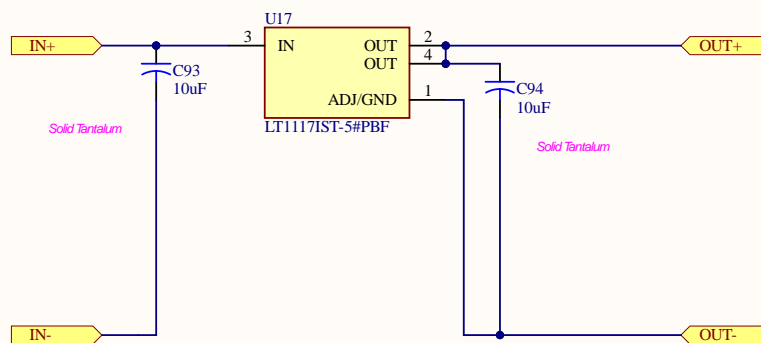 U17
IN+
3
IN
OUT
2
OUT+
OUT
4
C93
10uF
C94
10uF
ADJ/GND
1
LT1117IST-5#PBF
Solid Tantalum
Solid Tantalum
IN-
OUT-